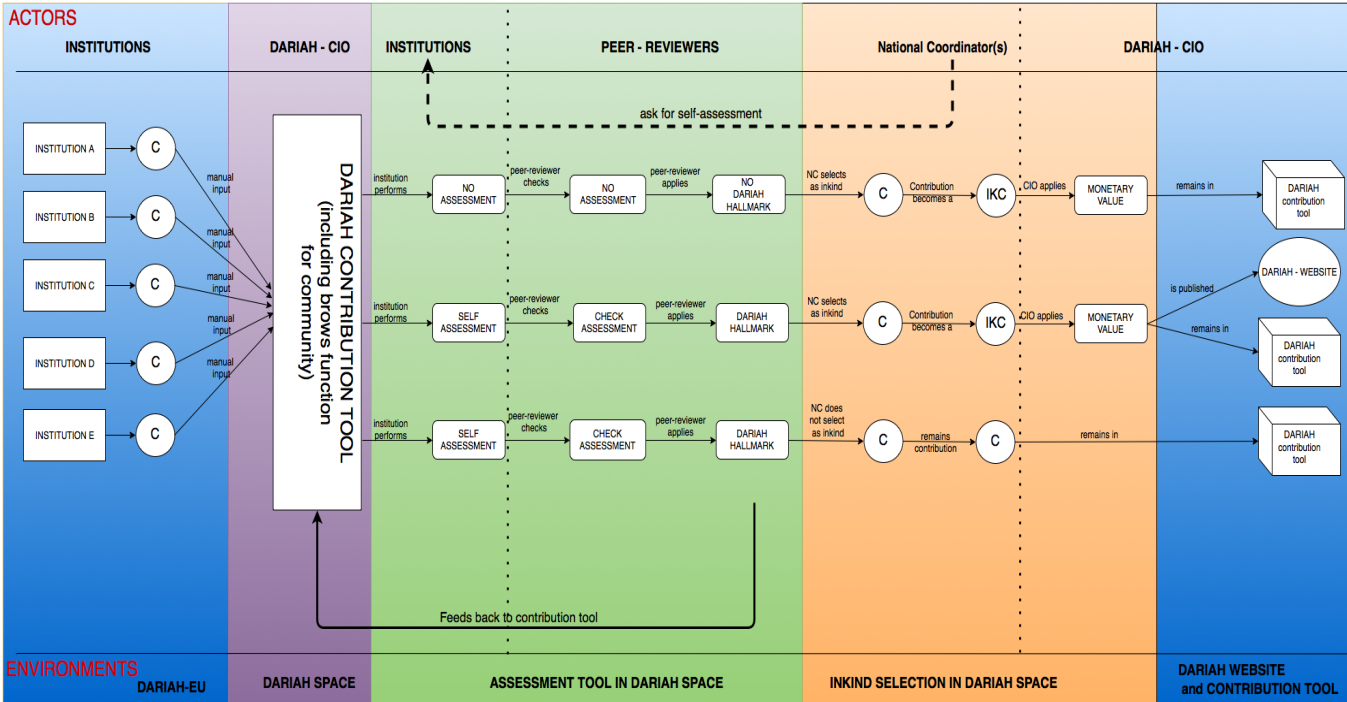 ACTORS
INSTITUTIONS
DARIAH - CIO
INSTITUTIONS
PEER - REVIEWERS
National Coordinator(s)
DARIAH - CIO
ask for self-assessment
INSTITUTION A
C
manual
input
INSTITUTION B
C
manual
input
INSTITUTION C
C
manual
input
INSTITUTION D
C
manual
input
INSTITUTION E
C
manual
input
DARIAH CONTRIBUTION TOOL
(including brows function
for community)
institution
performs
NO
ASSESSMENT
peer-reviewer
checks
NO
ASSESSMENT
peer-reviewer
applies
NO
DARIAH
HALLMARK
NC selects
as inkind
C
Contribution
becomes a
IKC
CIO applies
MONETARY
VALUE
remains in
DARIAH
contribution
tool
institution
performs
SELF
ASSESSMENT
peer-reviewer
checks
CHECK
ASSESSMENT
peer-reviewer
applies
DARIAH
HALLMARK
NC selects
as inkind
C
Contribution
becomes a
IKC
CIO applies
MONETARY
VALUE
is published
DARIAH - WEBSITE
remains in
DARIAH
contribution
tool
institution
performs
SELF
ASSESSMENT
peer-reviewer
checks
CHECK
ASSESSMENT
peer-reviewer
applies
DARIAH
HALLMARK
NC does
not select
as inkind
C
remains
contribution
C
remains in
DARIAH
contribution
tool
Feeds back to contribution tool
ENVIRONMENTS
DARIAH-EU
DARIAH SPACE
ASSESSMENT TOOL IN DARIAH SPACE
INKIND SELECTION IN DARIAH SPACE
DARIAH WEBSITE
and CONTRIBUTION TOOL